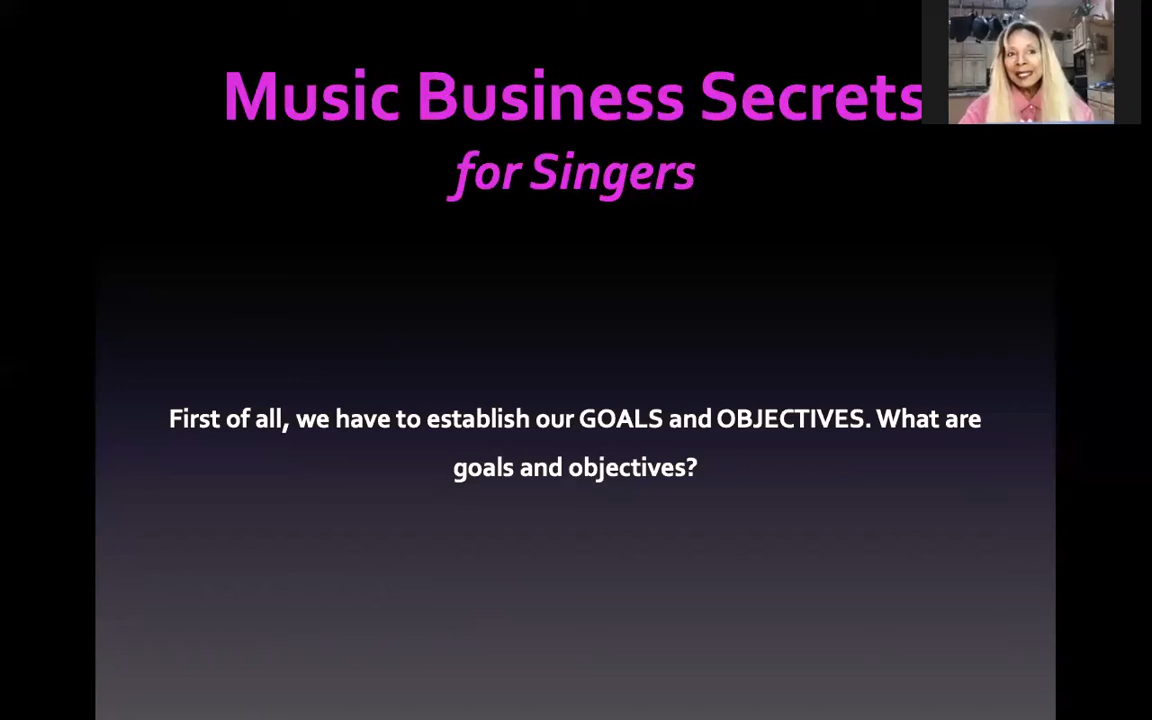 Music Business Secrets
for Singers
First of all, we have to establish our GOALS and OBJECTIVES. What are
goals and objectives?